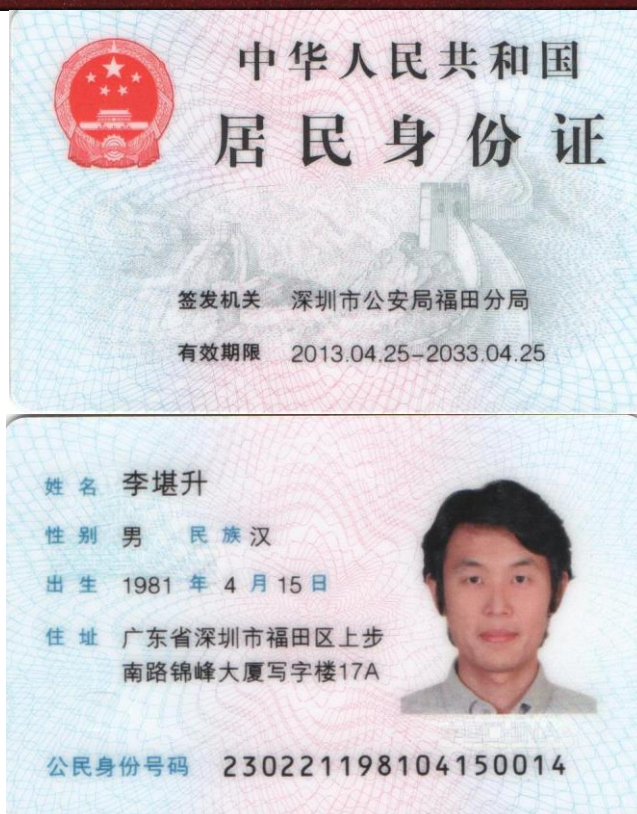 中华人民共和国
居民身份证
签发机关 深圳市公安局福田分局
有效期限 2013.04.25-2033.04.25
姓名 李堪升
性别 男 民族 汉
出生 1981 年 4 月 15 日
住址 广东省深圳市福田区上步
南路锦峰大厦写字楼17A
公民身份号码 230221198104150014